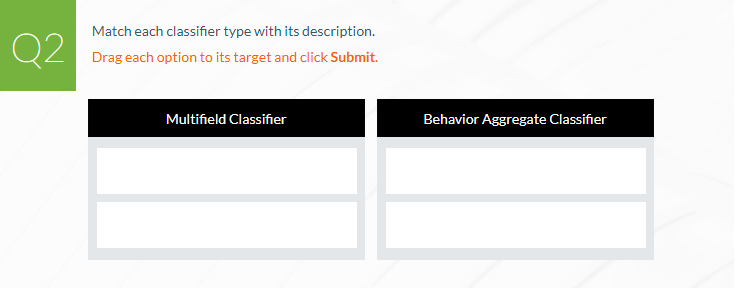 Q2
Match each classifier type with its description.
Drag each option to its target and click Submit.
Multifield Classifier
Behavior Aggregate Classifier